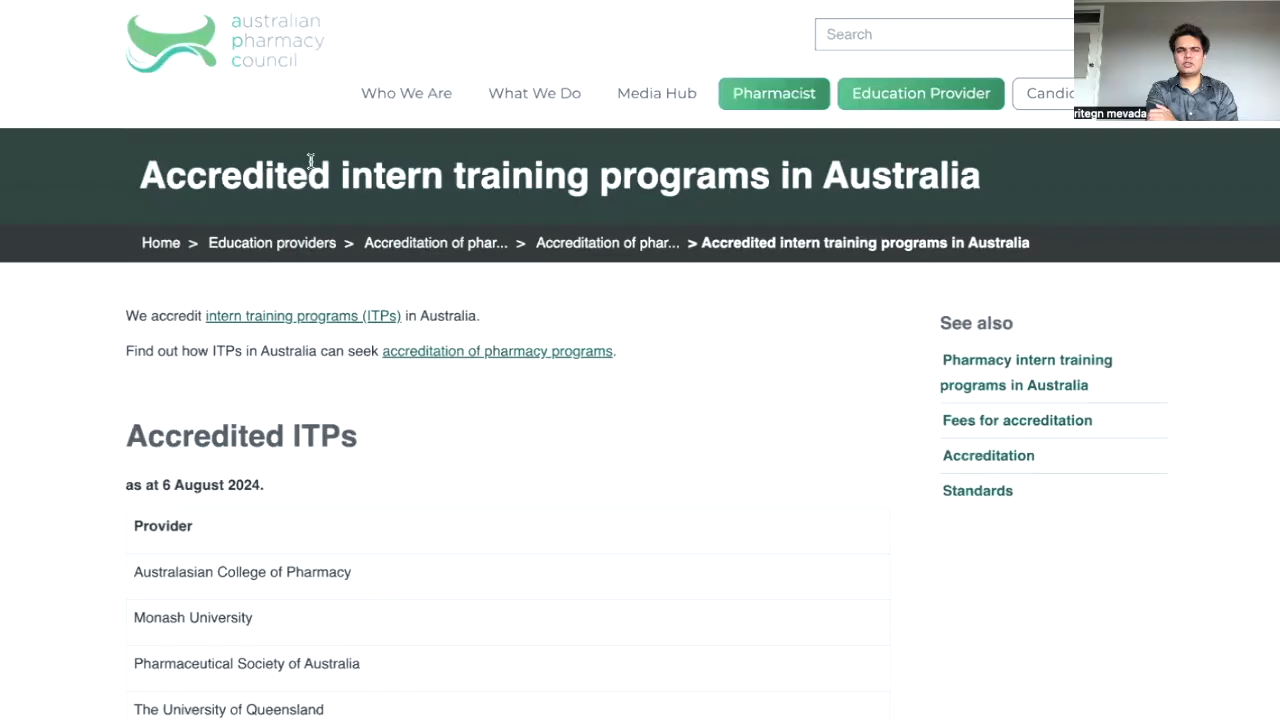 australian
pharmacy
council
Search
Who We Are
What We Do
Media Hub
Pharmacist
Education Provider
Candic
ritegn mevada
Accredited intern training programs in Australia
Home > Education providers > Accreditation of phar... > Accreditation of phar... > Accredited intern training programs in Australia
We accredit intern training programs (ITPs) in Australia.
Find out how ITPs in Australia can seek accreditation of pharmacy programs.
Accredited ITPs
as at 6 August 2024.
Provider
Australasian College of Pharmacy
Monash University
Pharmaceutical Society of Australia
The University of Queensland
See also
Pharmacy intern training
programs in Australia
Fees for accreditation
Accreditation
Standards